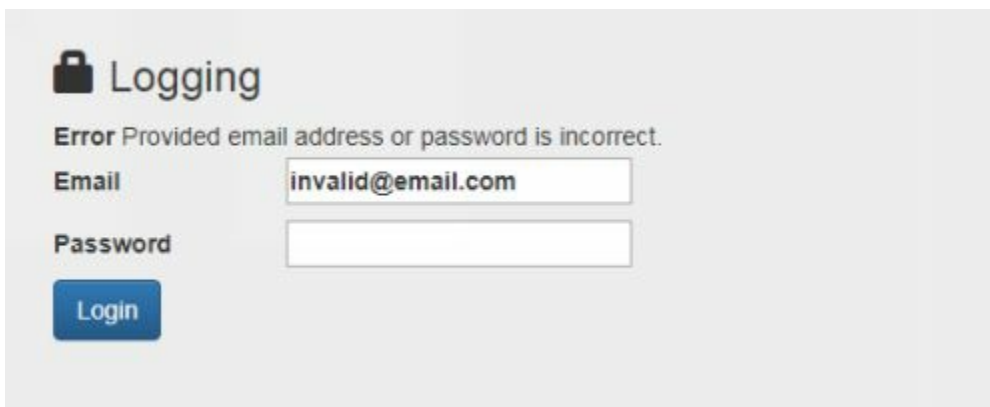 Logging
Error Provided email address or password is incorrect.
Email invalid@email.com
Password
Login